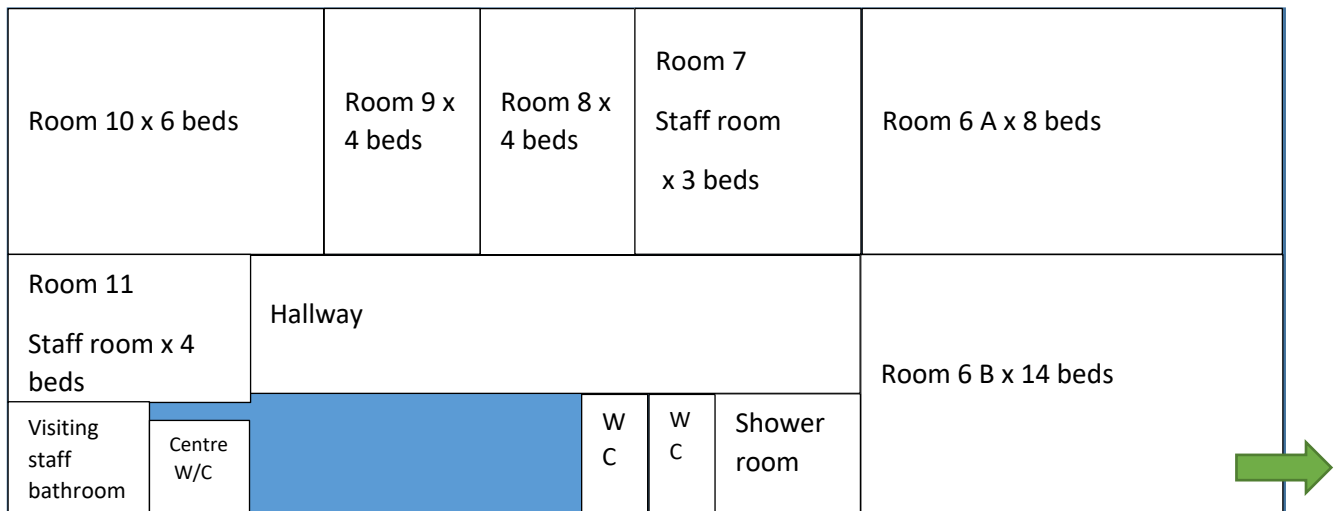 Room 10 x 6 beds
Room 9 x
4 beds
Room 8 x
4 beds
Room 7
Staff room
x 3 beds
Room 6 A x 8 beds
Room 11
Staff room x 4
beds
Hallway
Room 6 B x 14 beds
Visiting
staff
bathroom
Centre
W/C
W
C
W
C
Shower
room